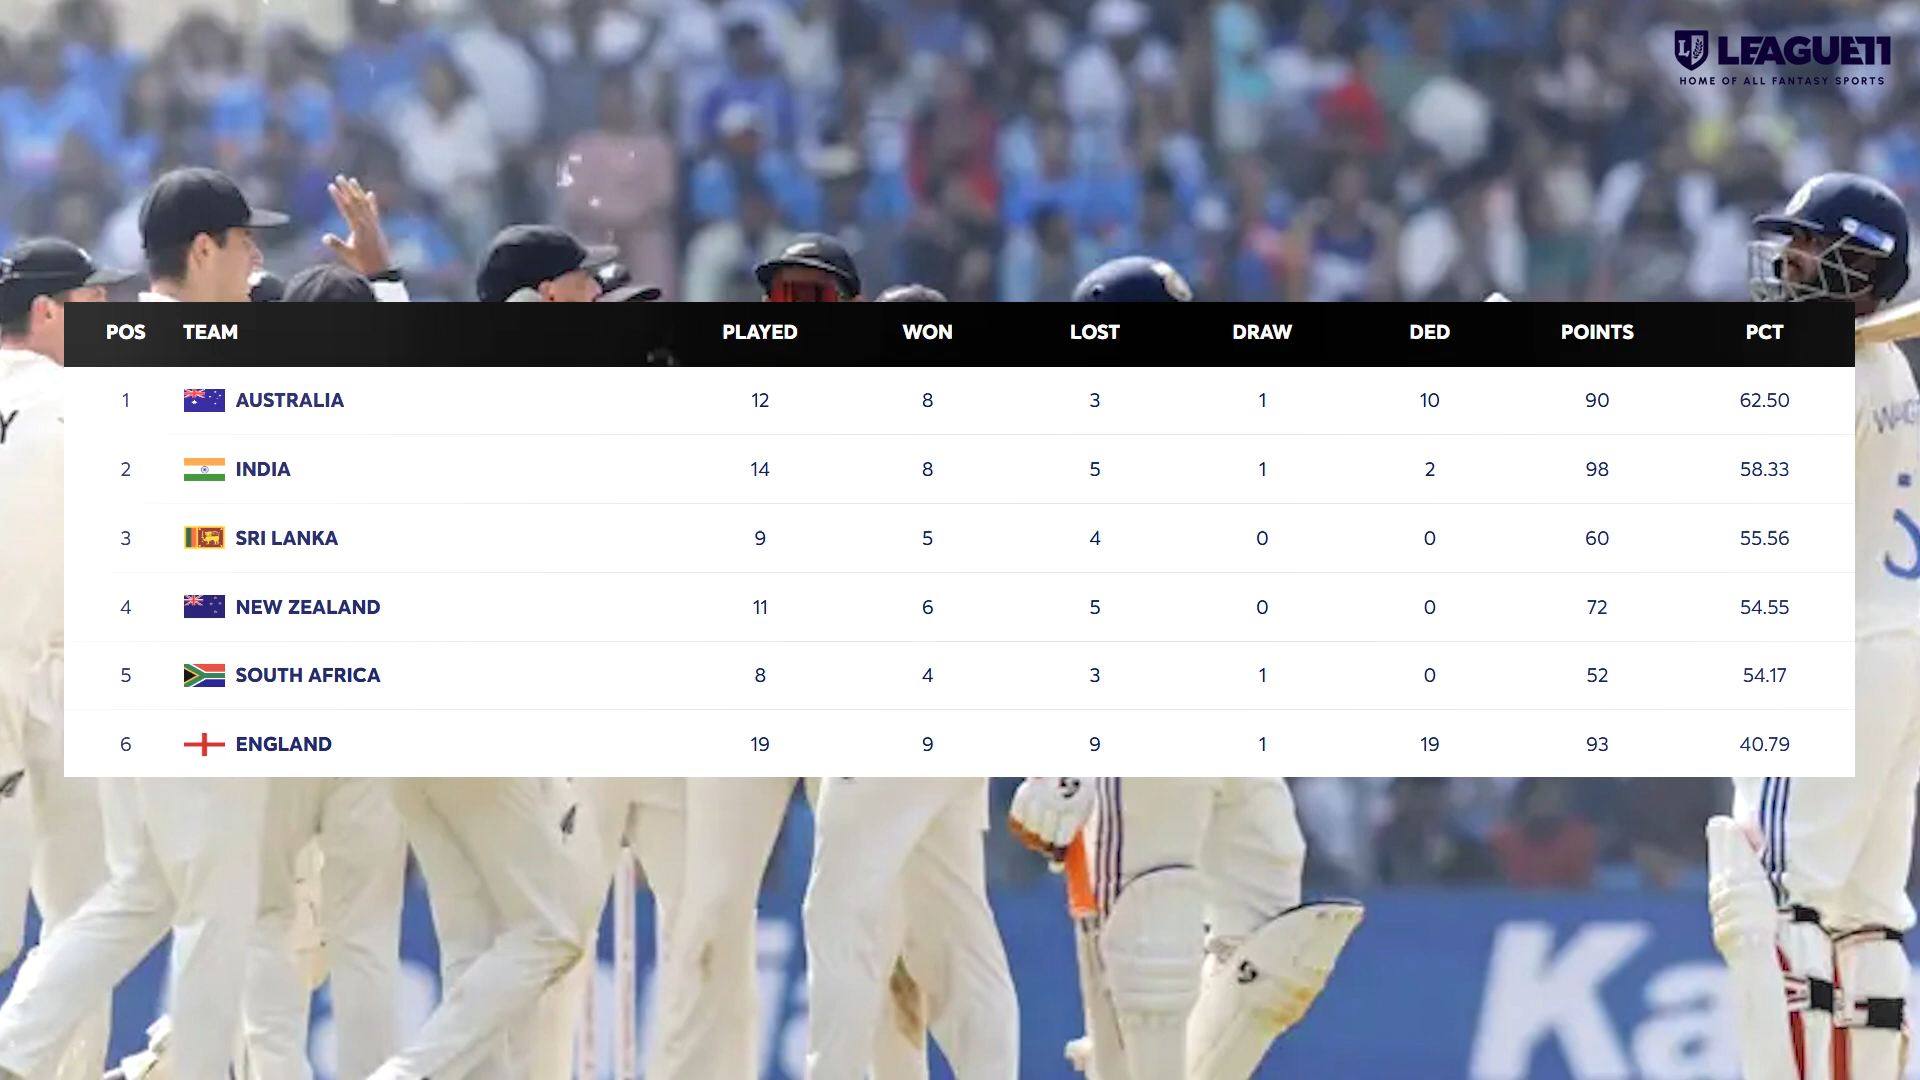 LEAGUE11
HOME OF ALL FANTASY SPORTS
POS TEAM PLAYED WON LOST DRAW DED POINTS PCT
1 AUSTRALIA 12 8 3 1 10 90 62.50
2 INDIA 14 8 5 1 2 98 58.33
3 SRI LANKA 9 5 4 0 0 60 55.56
4 NEW ZEALAND 11 6 5 0 0 72 54.55
5 SOUTH AFRICA 8 4 3 1 0 52 54.17
6 ENGLAND 19 9 9 1 19 93 40.79
Ka